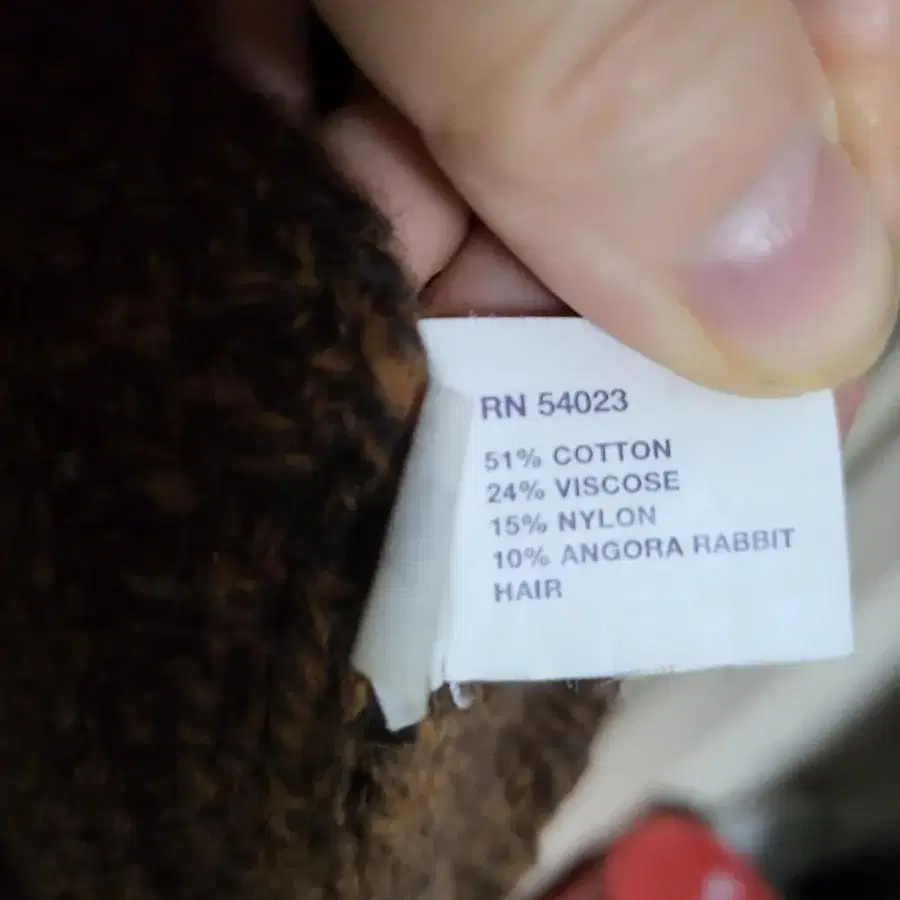 RN 54023
51% COTTON
24% VISCOSE
15% NYLON
10% ANGORA RABBIT
HAIR